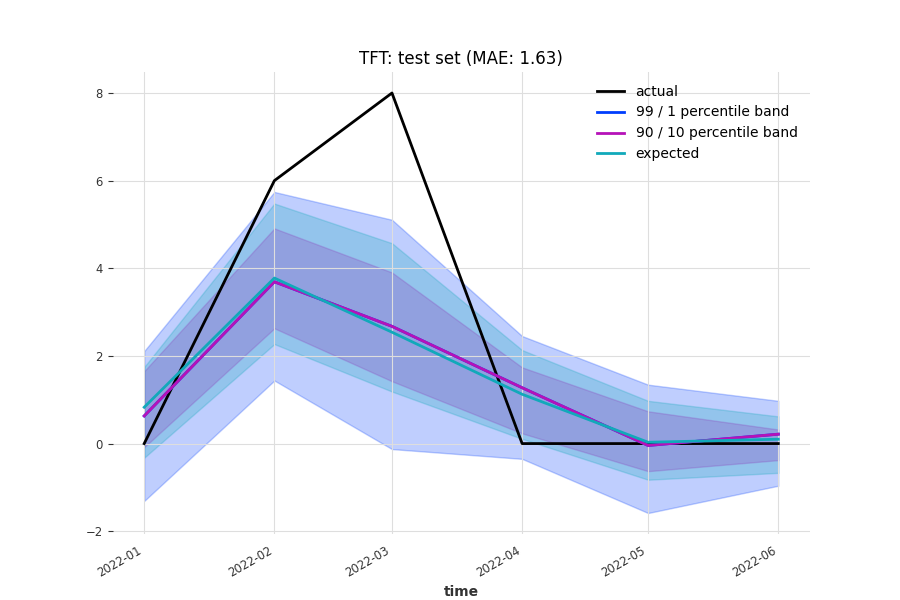 TFT: test set (MAE: 1.63)
actual
99 / 1 percentile band
90 / 10 percentile band
expected
8
6
4
2
0
−2
2022-01
2022-02
2022-03
2022-04
2022-05
2022-06
time